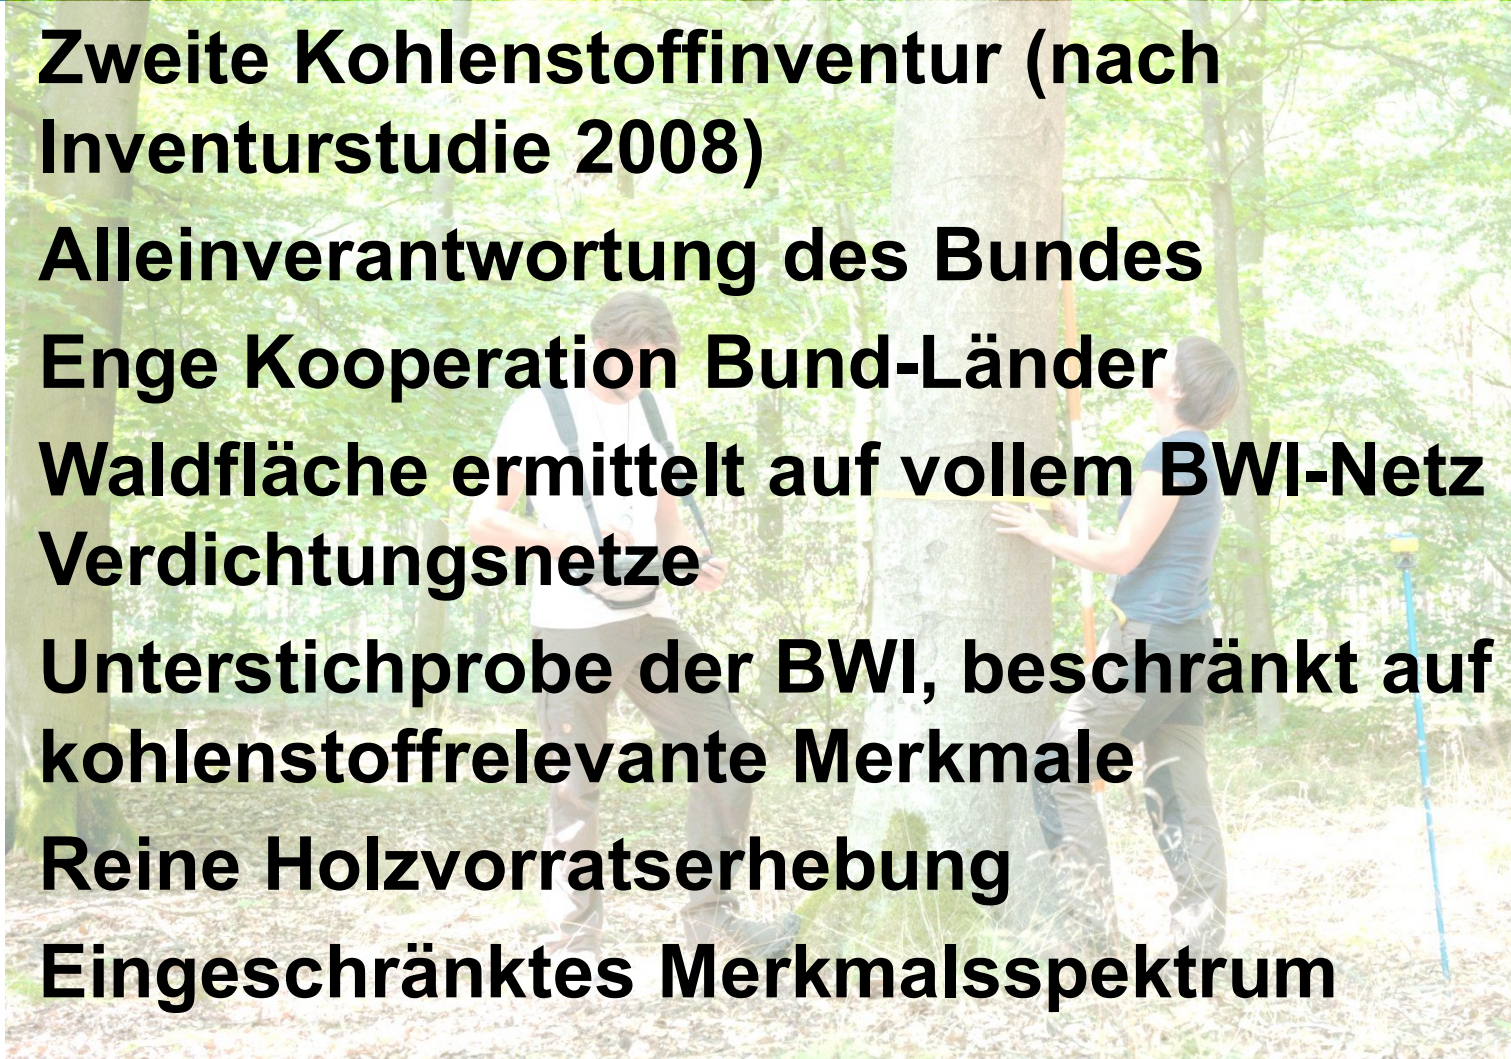 Zweite Kohlenstoffinventur (nach
Inventurstudie 2008)
Alleinverantwortung des Bundes
Enge Kooperation Bund-Länder
Waldfläche ermittelt auf vollem BWI-Netz
Verdichtungsnetze
Unterstichprobe der BWI, beschränkt auf
kohlenstoffrelevante Merkmale
Reine Holzvorratserhebung
Eingeschränktes Merkmalsspektrum